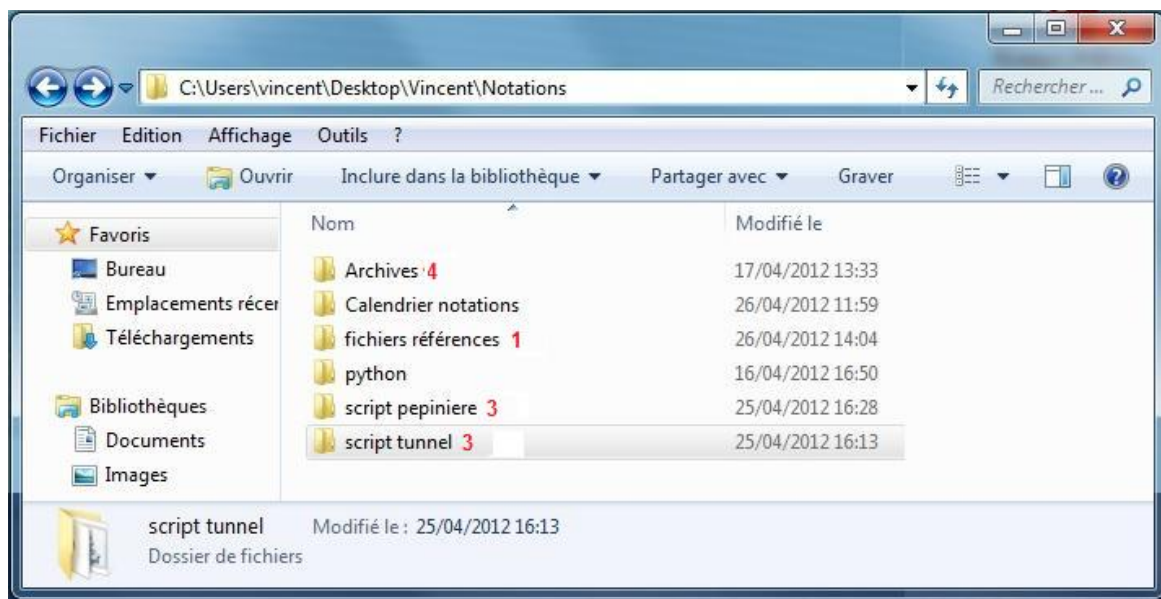 C:\Users\vincent\Desktop\Vincent\Notations
Rechercher ...
Fichier Edition Affichage Outils ?
Organiser Ouvrir Inclure dans la bibliothèque Partager avec Graver
Favoris
Bureau
Emplacements récer
Téléchargements
Bibliothèques
Documents
Images
Nom Modifié le
Archives 4 17/04/2012 13:33
Calendrier notations 26/04/2012 11:59
fichiers références 1 26/04/2012 14:04
python 16/04/2012 16:50
script pepiniere 3 25/04/2012 16:28
script tunnel 3 25/04/2012 16:13
script tunnel Modifié le : 25/04/2012 16:13
Dossier de fichiers